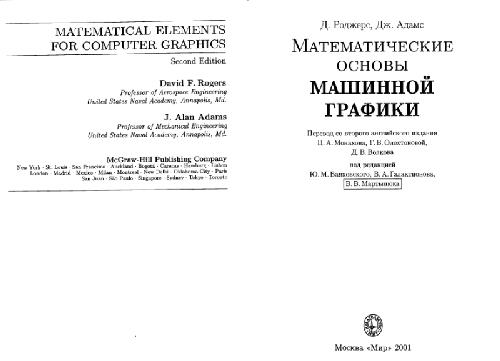 MATEMATICAL ELEMENTS
FOR COMPUTER GRAPHICS
Second Edition
David F. Rogers
Professor of Aerospace Engineering
United States Naval Academy, Annapolis, Md.
J. Alan Adams
Professor of Mechanical Engineering
United States Naval Academy, Annapolis, Md.
McGraw-Hill Publishing Company
New York · St. Louis · San Francisco · Auckland · Bogotá · Caracas · Hamburg · Lisbon
London · Madrid · Mexico · Milan · Montreal · New Delhi · Oklahoma City · Paris
San Juan · São Paulo · Singapore · Sydney · Tokyo · Toronto
Д. Роджерс, Дж. Адамс
МАТЕМАТИЧЕСКИЕ
ОСНОВЫ
МАШИННОЙ
ГРАФИКИ
Перевод со второго английского издания
П. А. Монахова, Г. В. Олохтоновой,
Д. В. Волкова
под редакцией
Ю. М. Баяковского, В. А. Галактионова,
В. В. Мартынюка
Москва «Мир» 2001